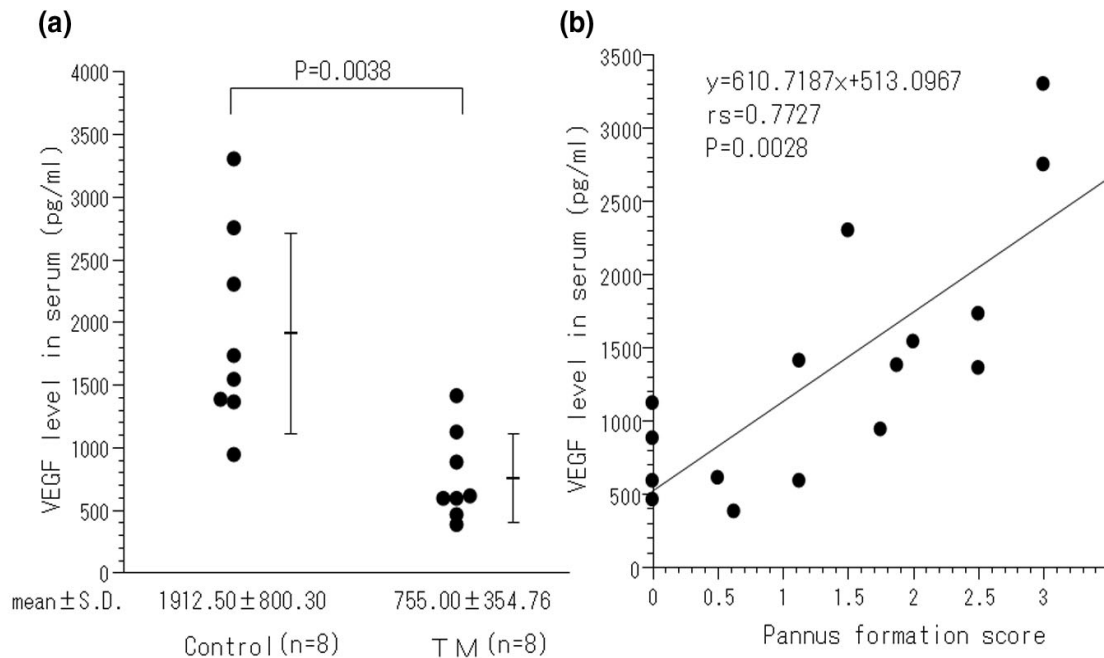 (a)
P=0.0038
4000
3500
3000
2500
2000
1500
1000
500
0
VEGF level in serum (pg/ml)
mean±S.D. 1912.50±800.30 755.00±354.76
Control (n=8) TM (n=8)
(b)
y=610.7187x+513.0967
rs=0.7727
P=0.0028
3500
3000
2500
2000
1500
1000
500
0
VEGF level in serum (pg/ml)
0 0.5 1 1.5 2 2.5 3
Pannus formation score